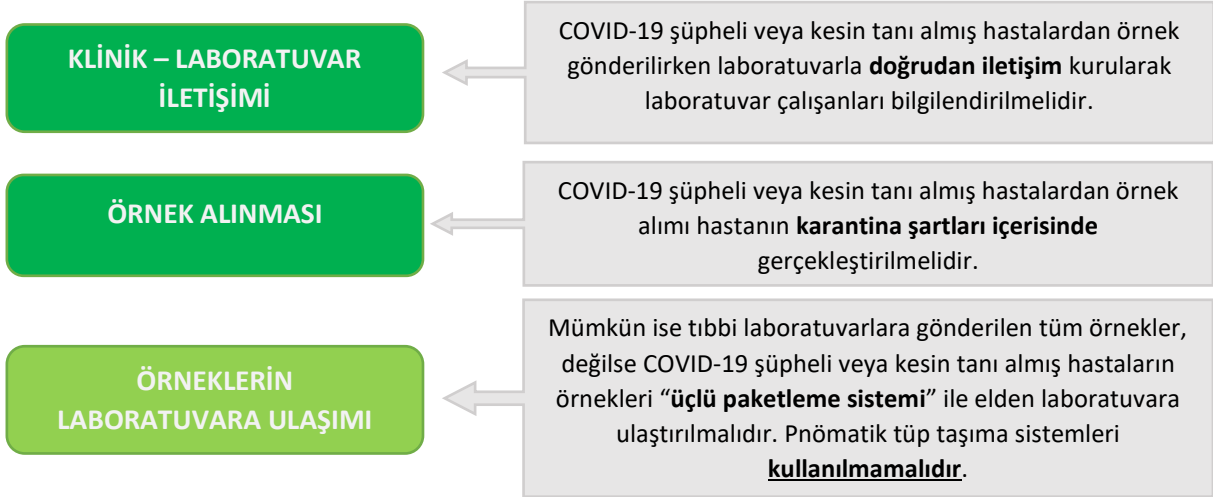 KLİNİK – LABORATUVAR
İLETİŞİMİ
COVID-19 şüpheli veya kesin tanı almış hastalardan örnek
gönderilirken laboratuvarla doğrudan iletişim kurularak
laboratuvar çalışanları bilgilendirilmelidir.
ÖRNEK ALINMASI
COVID-19 şüpheli veya kesin tanı almış hastalardan örnek
alımı hastanın karantina şartları içerisinde
gerçekleştirilmelidir.
ÖRNEKLERİN
LABORATUVARA ULAŞIMI
Mümkün ise tıbbi laboratuvarlara gönderilen tüm örnekler,
değilse COVID-19 şüpheli veya kesin tanı almış hastaların
örnekleri “üçlü paketleme sistemi” ile elden laboratuvara
ulaştırılmalıdır. Pnömatik tüp taşıma sistemleri
kullanılmamalıdır.